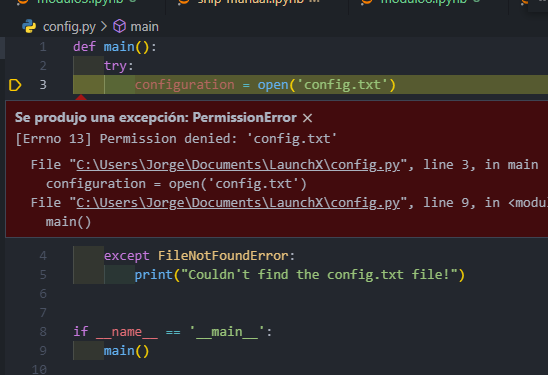 config.py > main
1 def main():
2 try:
3 configuration = open('config.txt')
Se produjo una excepción: PermissionError ×
[Errno 13] Permission denied: 'config.txt'
File "C:\Users\Jorge\Documents\LaunchX\config.py", line 3, in main
configuration = open('config.txt')
File "C:\Users\Jorge\Documents\LaunchX\config.py", line 9, in <modu
main()
4 except FileNotFoundError:
5 print("Couldn't find the config.txt file!")
6
7
8 if __name__ == '__main__':
9 main()
10